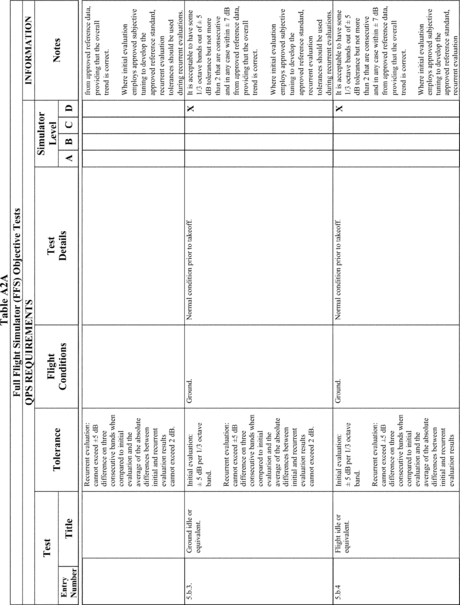 Table A2A
Full Flight Simulator (FFS) Objective Tests
QPS REQUIREMENTS
INFORMATION
Test
Tolerance
Flight
Conditions
Test
Details
Simulator
Level
Notes
Entry
Number
Title
A B C D
Recurrent evaluation:
cannot exceed ±5 dB
difference on three
consecutive bands when
compared to initial
evaluation and the
average of the absolute
differences between
initial and recurrent
evaluation results
cannot exceed 2 dB.
from approved reference data,
providing that the overall
trend is correct.
Where initial evaluation
employs approved subjective
tuning to develop the
approved reference standard,
recurrent evaluation
tolerances should be used
during recurrent evaluations.
5.b.3.
Ground idle or
equivalent.
Initial evaluation:
± 5 dB per 1/3 octave
band.
Recurrent evaluation:
cannot exceed ±5 dB
difference on three
consecutive bands when
compared to initial
evaluation and the
average of the absolute
differences between
initial and recurrent
evaluation results
cannot exceed 2 dB.
Ground.
Normal condition prior to takeoff.
X
It is acceptable to have some
1/3 octave bands out of ± 5
dB tolerance but not more
than 2 that are consecutive
and in any case within ± 7 dB
from approved reference data,
providing that the overall
trend is correct.
Where initial evaluation
employs approved subjective
tuning to develop the
approved reference standard,
recurrent evaluation
tolerances should be used
during recurrent evaluations.
5.b.4
Flight idle or
equivalent.
Initial evaluation:
± 5 dB per 1/3 octave
band.
Recurrent evaluation:
cannot exceed ±5 dB
difference on three
consecutive bands when
compared to initial
evaluation and the
average of the absolute
differences between
initial and recurrent
evaluation results
Ground.
Normal condition prior to takeoff.
X
It is acceptable to have some
1/3 octave bands out of ± 5
dB tolerance but not more
than 2 that are consecutive
and in any case within ± 7 dB
from approved reference data,
providing that the overall
trend is correct.
Where initial evaluation
employs approved subjective
tuning to develop the
approved reference standard,
recurrent evaluation